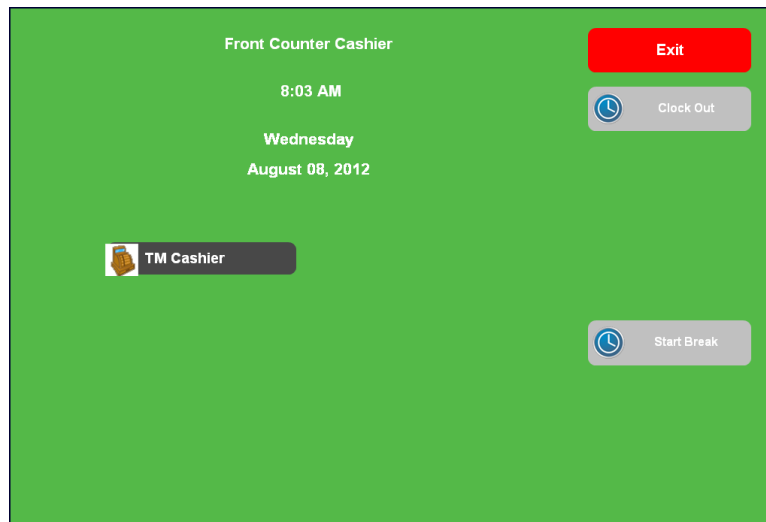 Front Counter Cashier
Exit
8:03 AM
Clock Out
Wednesday
August 08, 2012
TM Cashier
Start Break